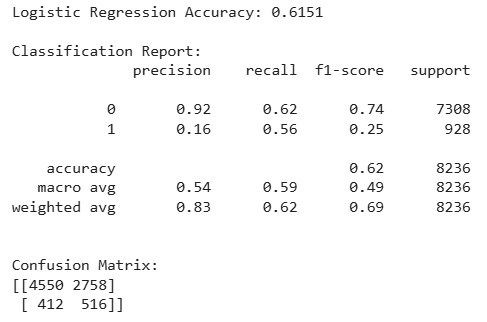 Logistic Regression Accuracy: 0.6151
Classification Report:
precision recall f1-score support
0 0.92 0.62 0.74 7308
1 0.16 0.56 0.25 928
accuracy 0.62 8236
macro avg 0.54 0.59 0.49 8236
weighted avg 0.83 0.62 0.69 8236
Confusion Matrix:
[[4550 2758]
[ 412 516]]